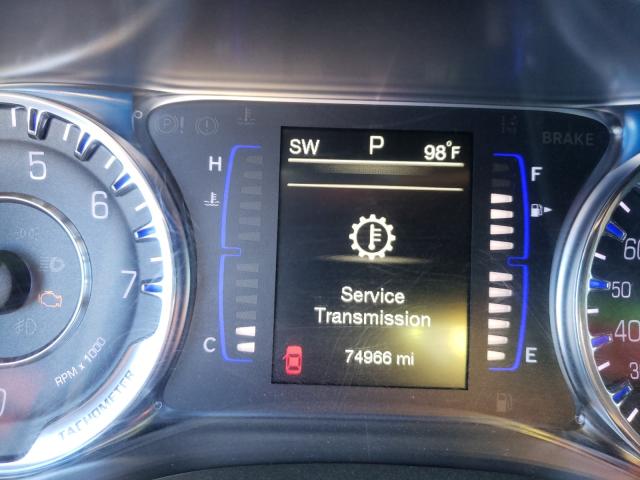 SW P 98°F
BRAKE
H
F
5
6
7
Service
Transmission
C
E
74966 mi
RPM x 1000
TACHOMETER
60
50
40